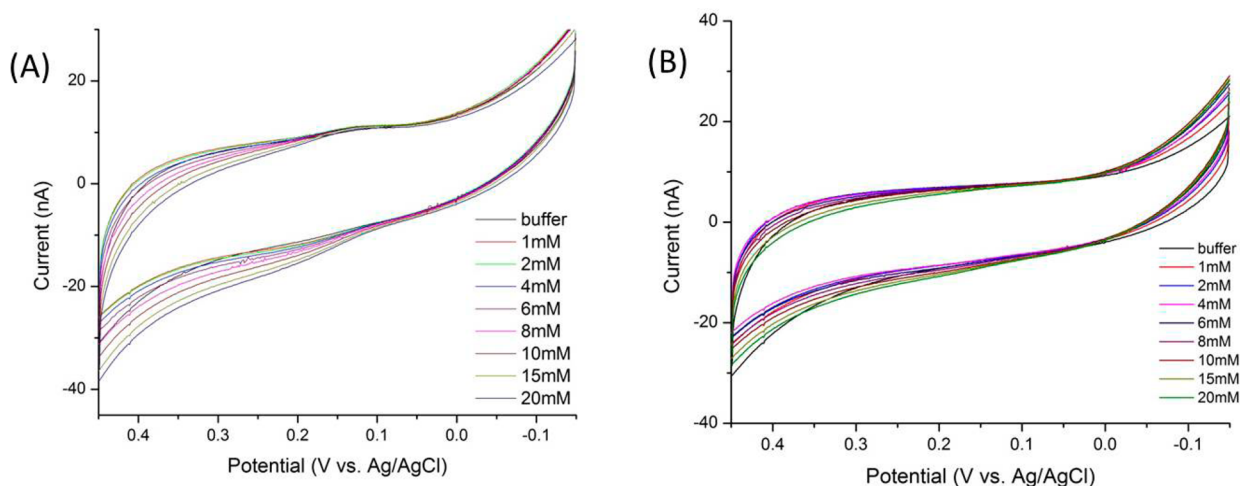 (A)
20
0
-20
-40
Current (nA)
0.4 0.3 0.2 0.1 0.0 -0.1
Potential (V vs. Ag/AgCl)
buffer
1mM
2mM
4mM
6mM
8mM
10mM
15mM
20mM
(B)
40
20
0
-20
-40
Current (nA)
0.4 0.3 0.2 0.1 0.0 -0.1
Potential (V vs. Ag/AgCl)
buffer
1mM
2mM
4mM
6mM
8mM
10mM
15mM
20mM